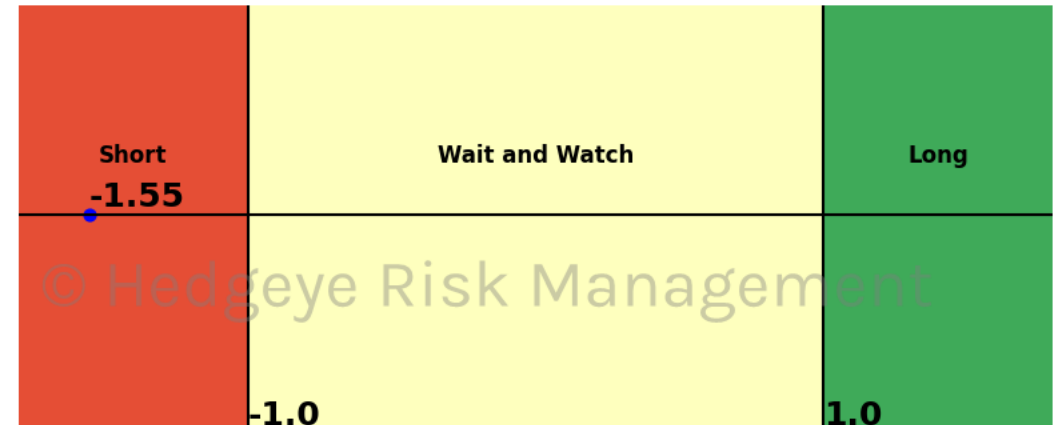 Short
Wait and Watch
Long
-1.55
© Hedgeye Risk Management
-1.0
1.0